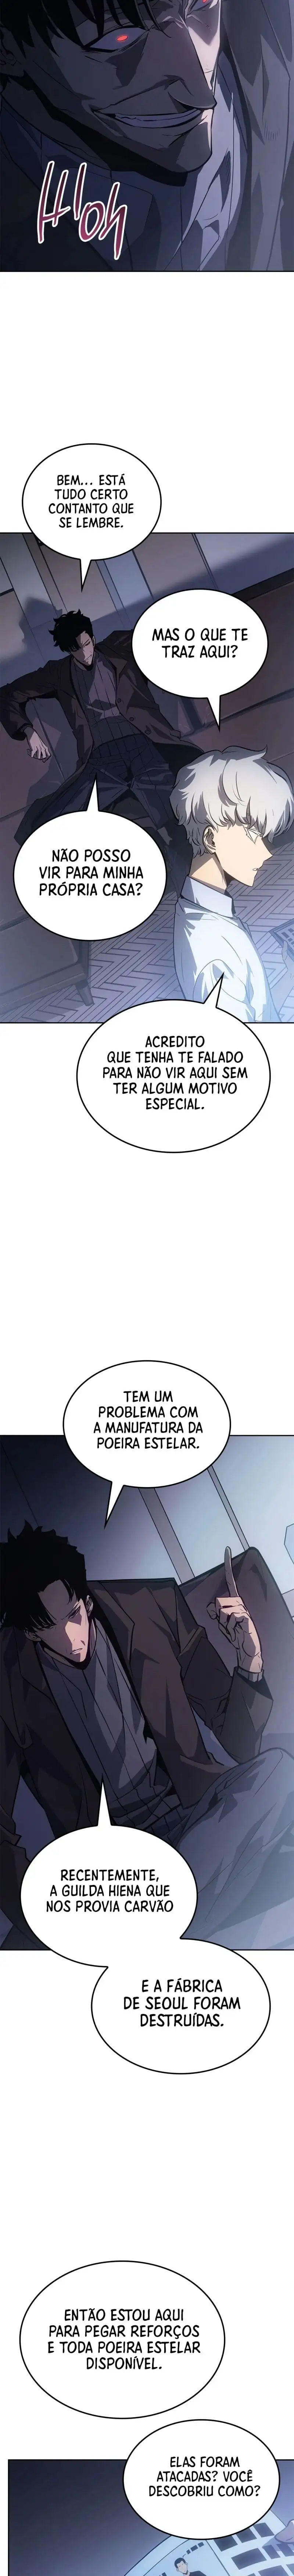 BEM... ESTÁ
TUDO CERTO
CONTANTO QUE
SE LEMBRE.
MAS O QUE TE
TRAZ AQUI?
NÃO POSSO
VIR PARA MINHA
PRÓPRIA CASA?
ACREDITO
QUE TENHA TE FALADO
PARA NÃO VIR AQUI SEM
TER ALGUM MOTIVO
ESPECIAL.
TEM UM
PROBLEMA COM
A MANUFATURA DA
POEIRA ESTELAR.
RECENTEMENTE,
A GUILDA HIENA QUE
NOS PROVIA CARVÃO
E A FÁBRICA
DE SEOUL FORAM
DESTRUÍDAS.
ENTÃO ESTOU AQUI
PARA PEGAR REFORÇOS
E TODA POEIRA ESTELAR
DISPONÍVEL.
ELAS FORAM
ATACADAS? VOCÊ
DESCOBRIU COMO?